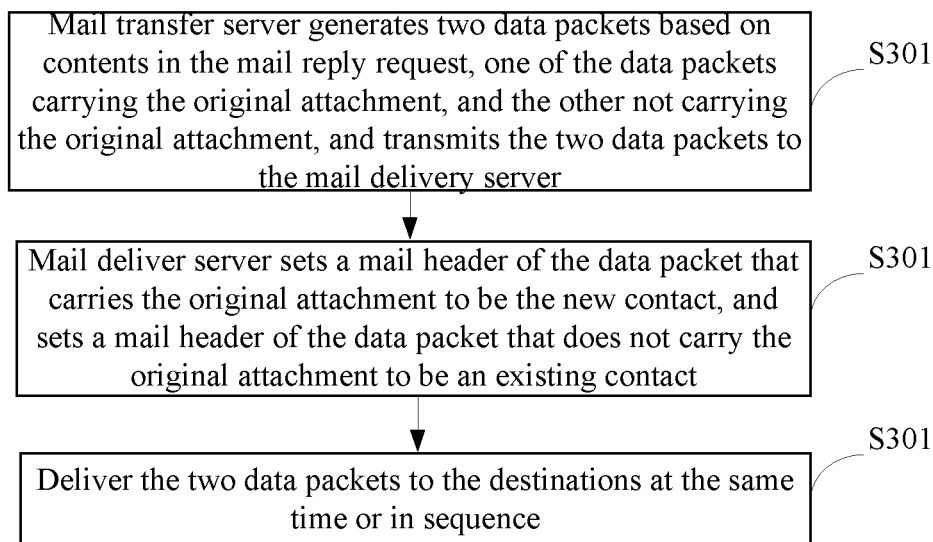 Mail transfer server generates two data packets based on
contents in the mail reply request, one of the data packets
carrying the original attachment, and the other not carrying
the original attachment, and transmits the two data packets to
the mail delivery server
S301
Mail deliver server sets a mail header of the data packet that
carries the original attachment to be the new contact, and
sets a mail header of the data packet that does not carry the
original attachment to be an existing contact
S301
Deliver the two data packets to the destinations at the same
time or in sequence
S301